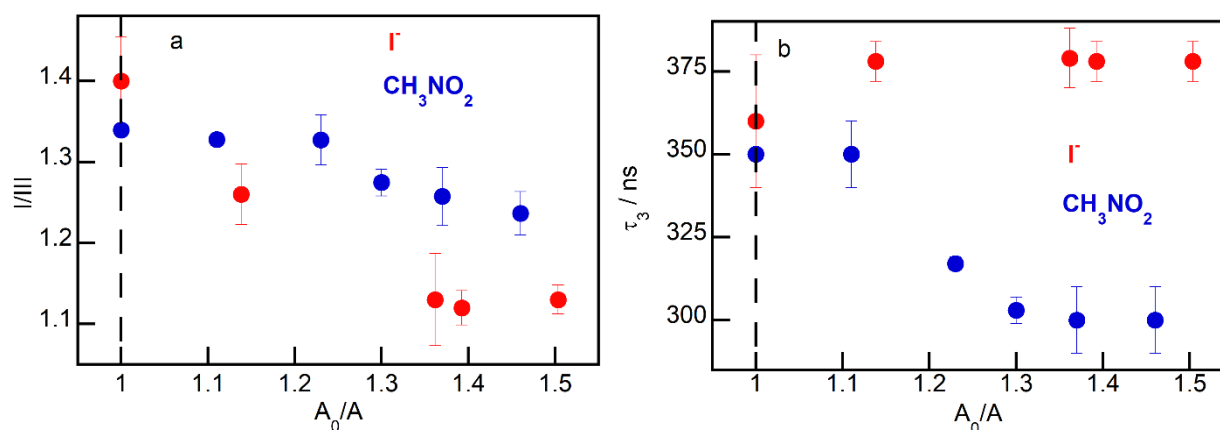 a
I⁻
CH₃NO₂
1.4
1.3
1.2
1.1
I/III
1 1.1 1.2 1.3 1.4 1.5
A₀/A
b
I⁻
CH₃NO₂
375
350
325
300
τ₃ / ns
1 1.1 1.2 1.3 1.4 1.5
A₀/A